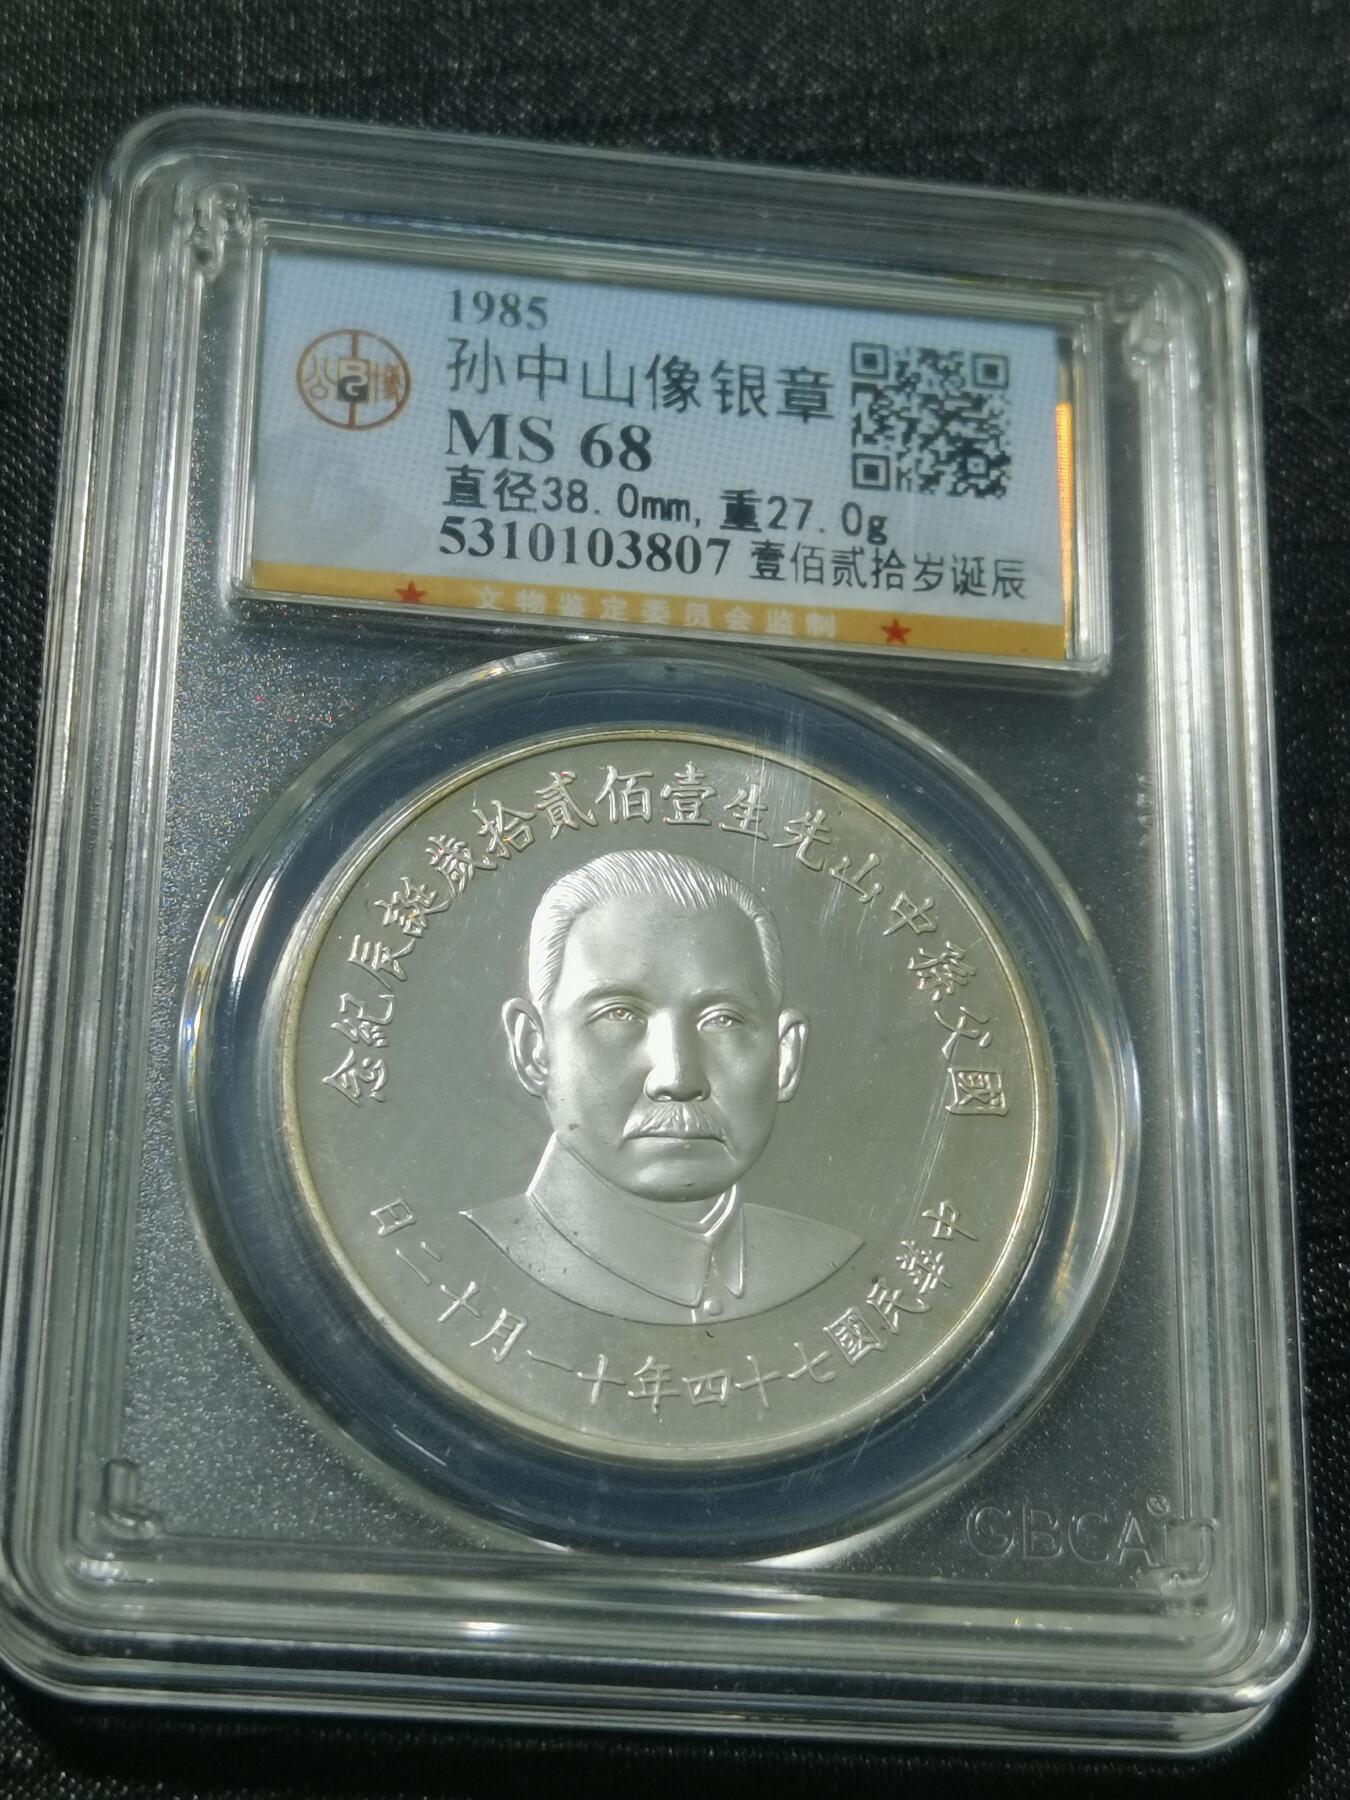 1985
孙中山像银章
公 BG 博
MS 68
直径38.0mm,重27.0g
5310103807 壹佰贰拾岁诞辰
★ 文物鉴定委员会监制 ★
國父孫中山先生壹佰貳拾歲誕辰紀念
中華民國七十四年十一月十二日
GBCA®